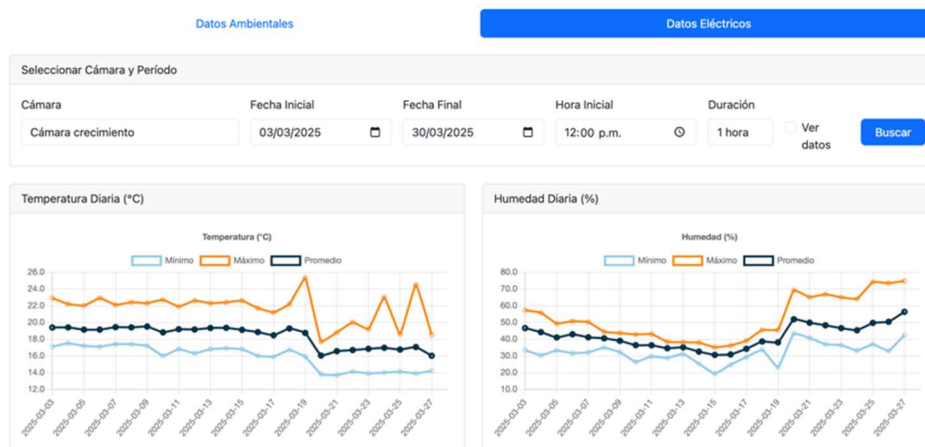 Datos Ambientales
Datos Eléctricos
Seleccionar Cámara y Período
Cámara
Fecha Inicial
Fecha Final
Hora Inicial
Duración
Cámara crecimiento
03/03/2025
30/03/2025
12:00 p.m.
1 hora
Ver
datos
Buscar
Temperatura Diaria (°C)
Temperatura (°C)
Mínimo
Máximo
Promedio
26.0
24.0
22.0
20.0
18.0
16.0
14.0
12.0
2025-03-03
2025-03-05
2025-03-07
2025-03-09
2025-03-11
2025-03-13
2025-03-15
2025-03-17
2025-03-19
2025-03-21
2025-03-23
2025-03-25
2025-03-27
Humedad Diaria (%)
Humedad (%)
Mínimo
Máximo
Promedio
80.0
70.0
60.0
50.0
40.0
30.0
20.0
10.0
2025-03-03
2025-03-05
2025-03-07
2025-03-09
2025-03-11
2025-03-13
2025-03-15
2025-03-17
2025-03-19
2025-03-21
2025-03-23
2025-03-25
2025-03-27